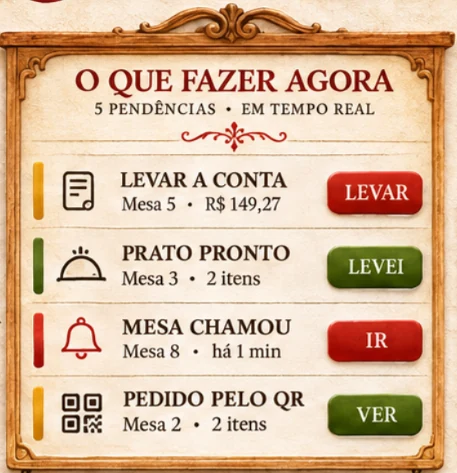 O QUE FAZER AGORA
5 PENDÊNCIAS • EM TEMPO REAL
LEVAR A CONTA
Mesa 5 • R$ 149,27
LEVAR
PRATO PRONTO
Mesa 3 • 2 itens
LEVEI
MESA CHAMOU
Mesa 8 • há 1 min
IR
PEDIDO PELO QR
Mesa 2 • 2 itens
VER